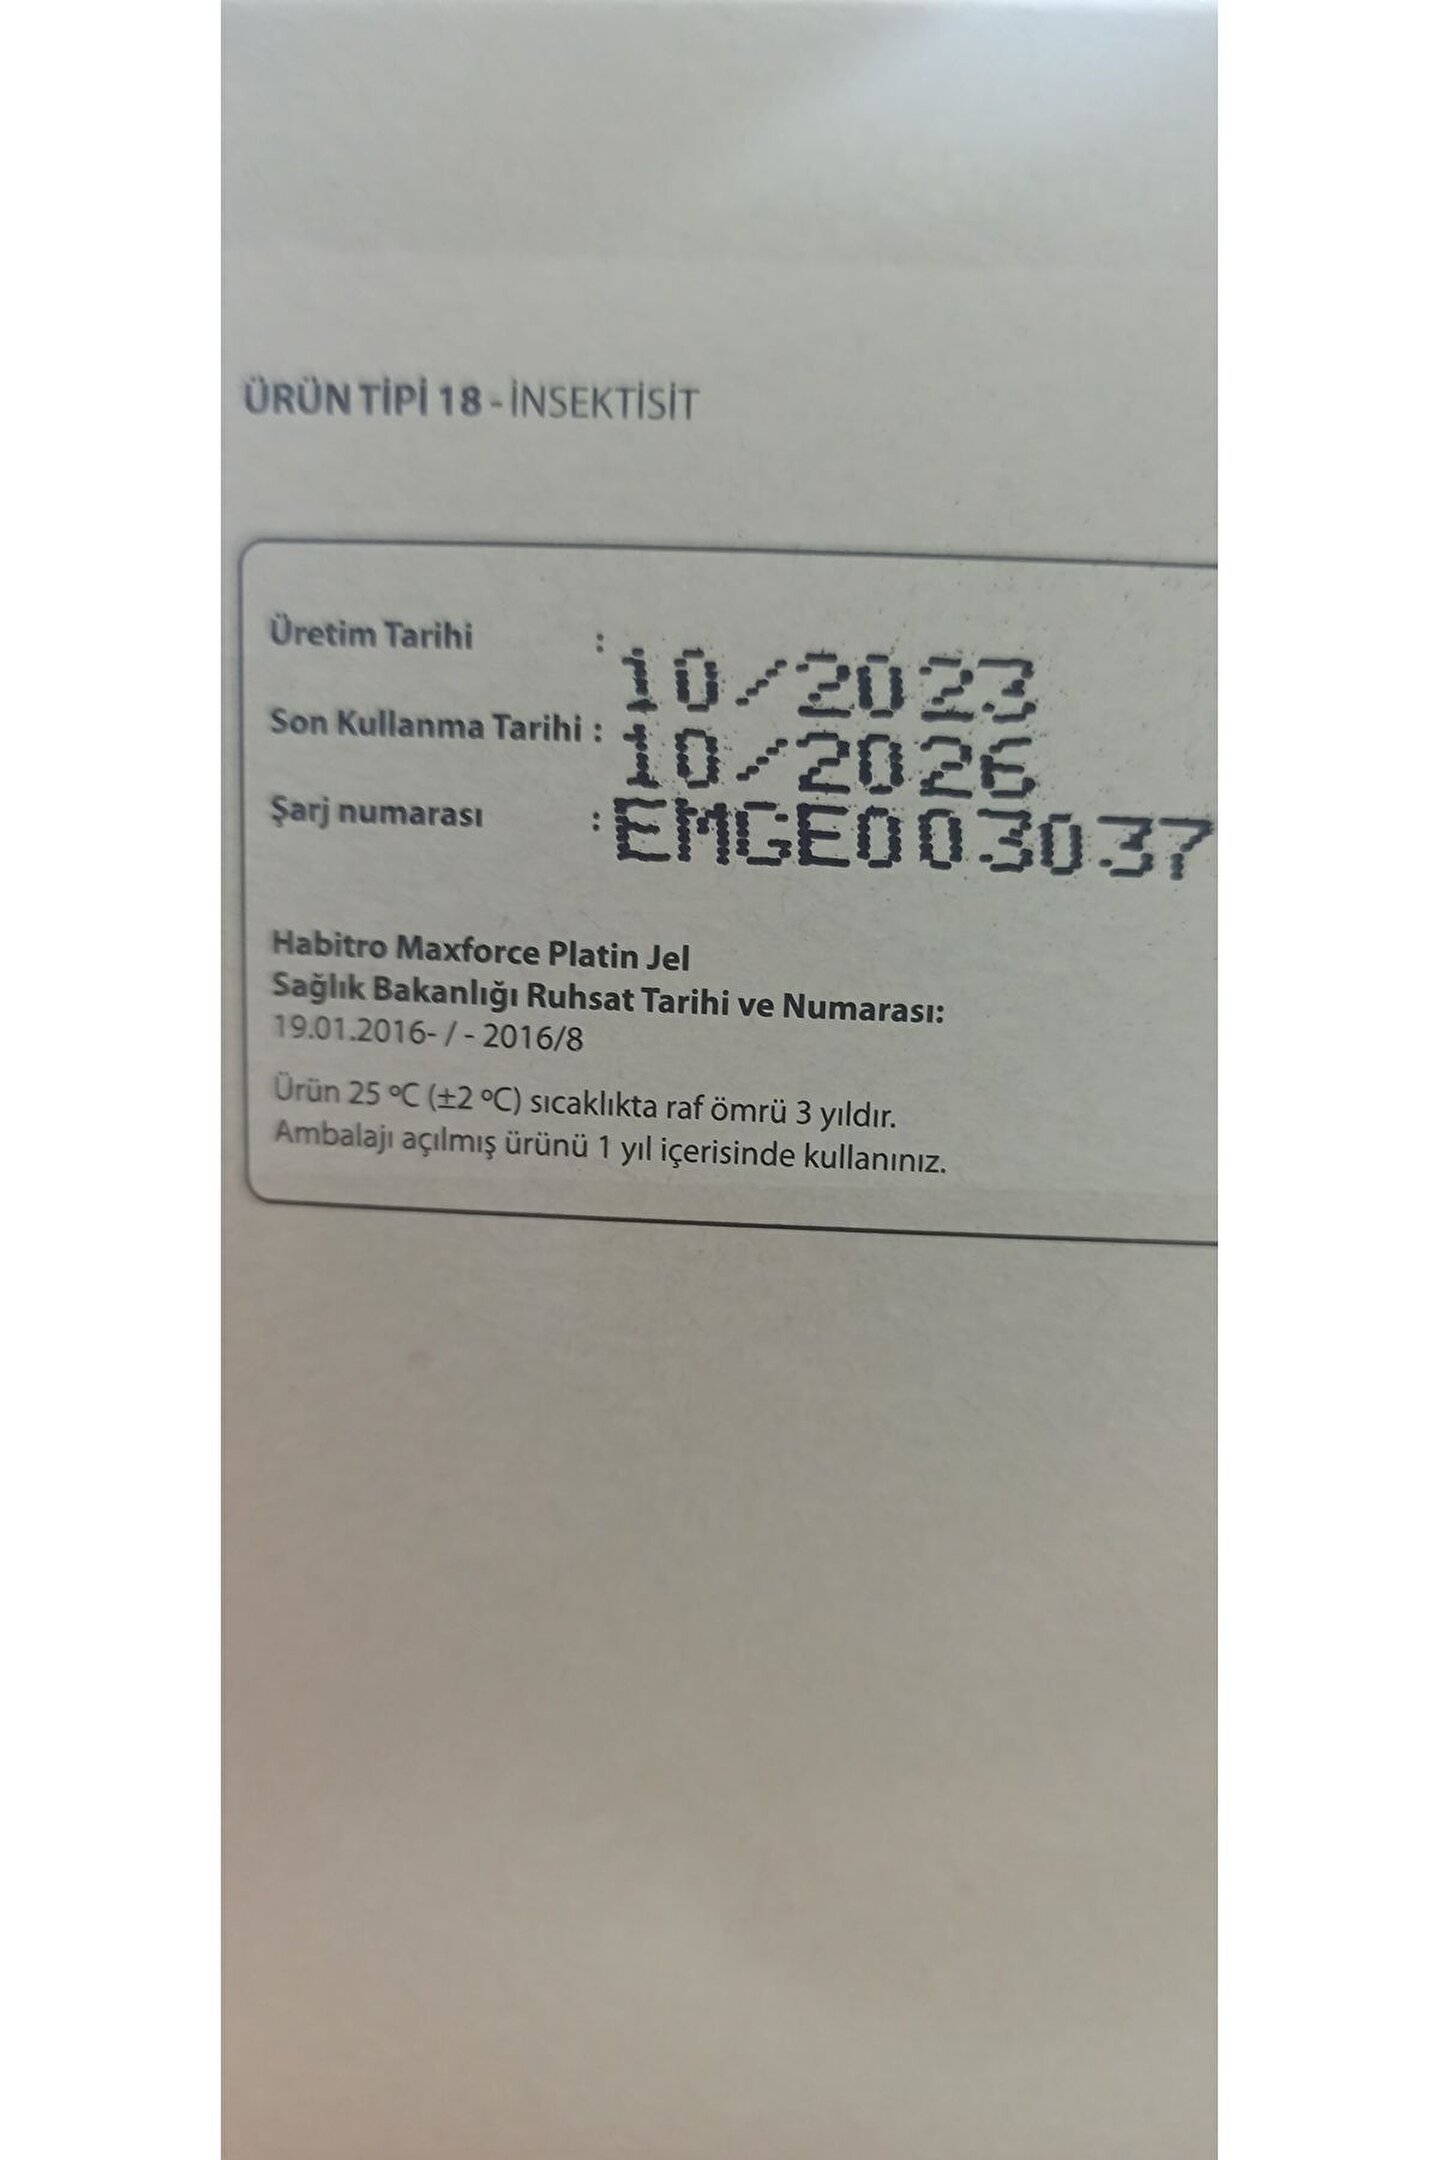 ÜRÜN TİPİ 18 - İNSEKTİSİT
Üretim Tarihi : 10/2023
Son Kullanma Tarihi : 10/2026
Şarj numarası : EMGE003037
Habitro Maxforce Platin Jel
Sağlık Bakanlığı Ruhsat Tarihi ve Numarası:
19.01.2016- / - 2016/8
Ürün 25 ºC (±2 ºC) sıcaklıkta raf ömrü 3 yıldır.
Ambalajı açılmış ürünü 1 yıl içerisinde kullanınız.